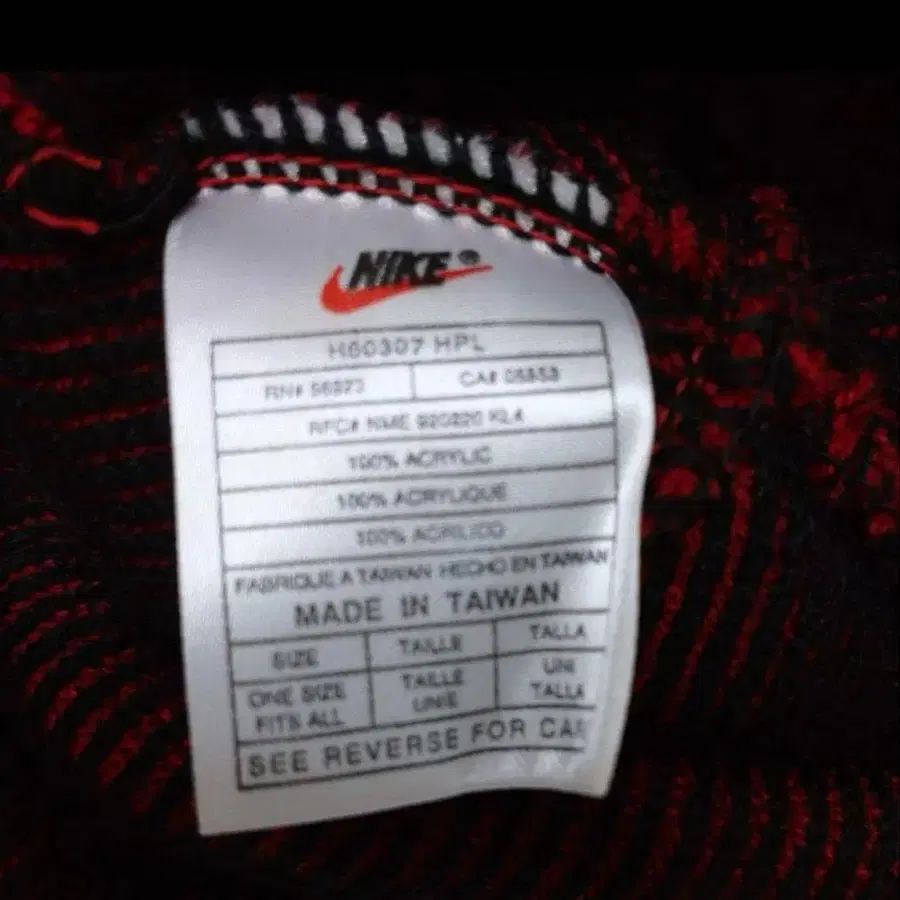 NIKE®
H60307 HPL
RN# 56323 CA# 05553
RFC# NME 920220 KL4
100% ACRYLIC
100% ACRYLIQUE
100% ACRILICO
FABRIQUE A TAIWAN HECHO EN TAIWAN
MADE IN TAIWAN
SIZE TAILLE TALLA
ONE SIZE TAILLE UNI
FITS ALL UNIE TALLA
SEE REVERSE FOR